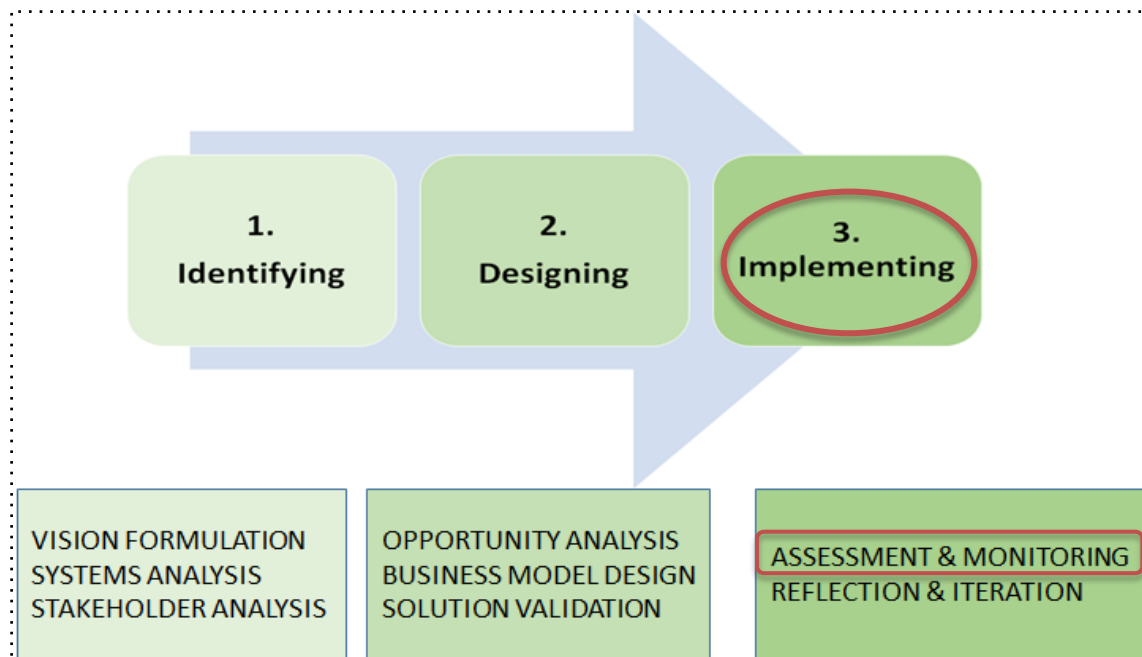 1.
Identifying
2.
Designing
3.
Implementing
VISION FORMULATION
SYSTEMS ANALYSIS
STAKEHOLDER ANALYSIS
OPPORTUNITY ANALYSIS
BUSINESS MODEL DESIGN
SOLUTION VALIDATION
ASSESSMENT & MONITORING
REFLECTION & ITERATION